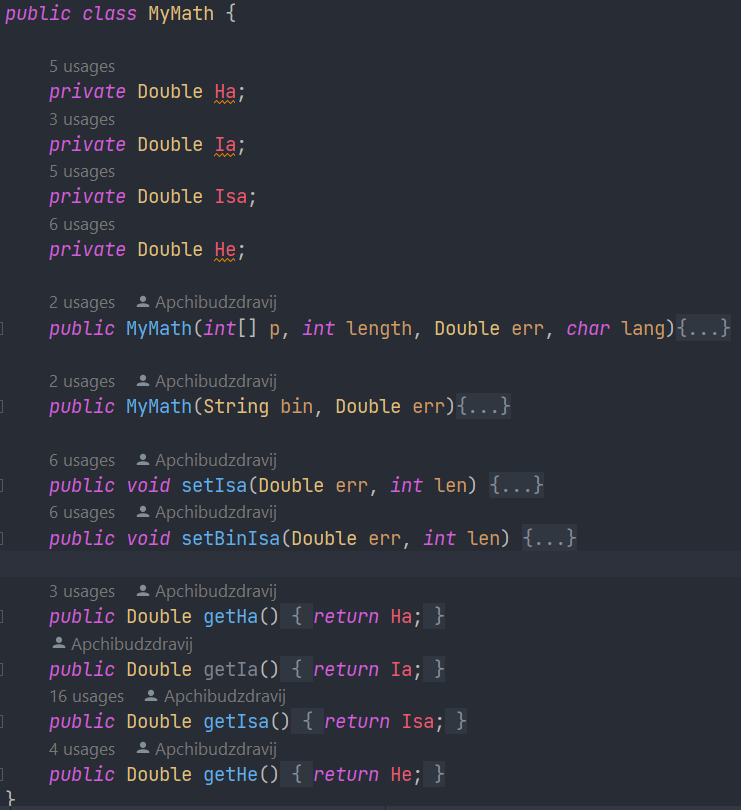 public class MyMath {
5 usages
private Double Ha;
3 usages
private Double Ia;
5 usages
private Double Isa;
6 usages
private Double He;
2 usages Apchibudzdravij
public MyMath(int[] p, int length, Double err, char lang){...}
2 usages Apchibudzdravij
public MyMath(String bin, Double err){...}
6 usages Apchibudzdravij
public void setIsa(Double err, int len) {...}
6 usages Apchibudzdravij
public void setBinIsa(Double err, int len) {...}
3 usages Apchibudzdravij
public Double getHa() { return Ha; }
Apchibudzdravij
public Double getIa() { return Ia; }
16 usages Apchibudzdravij
public Double getIsa() { return Isa; }
4 usages Apchibudzdravij
public Double getHe() { return He; }
}